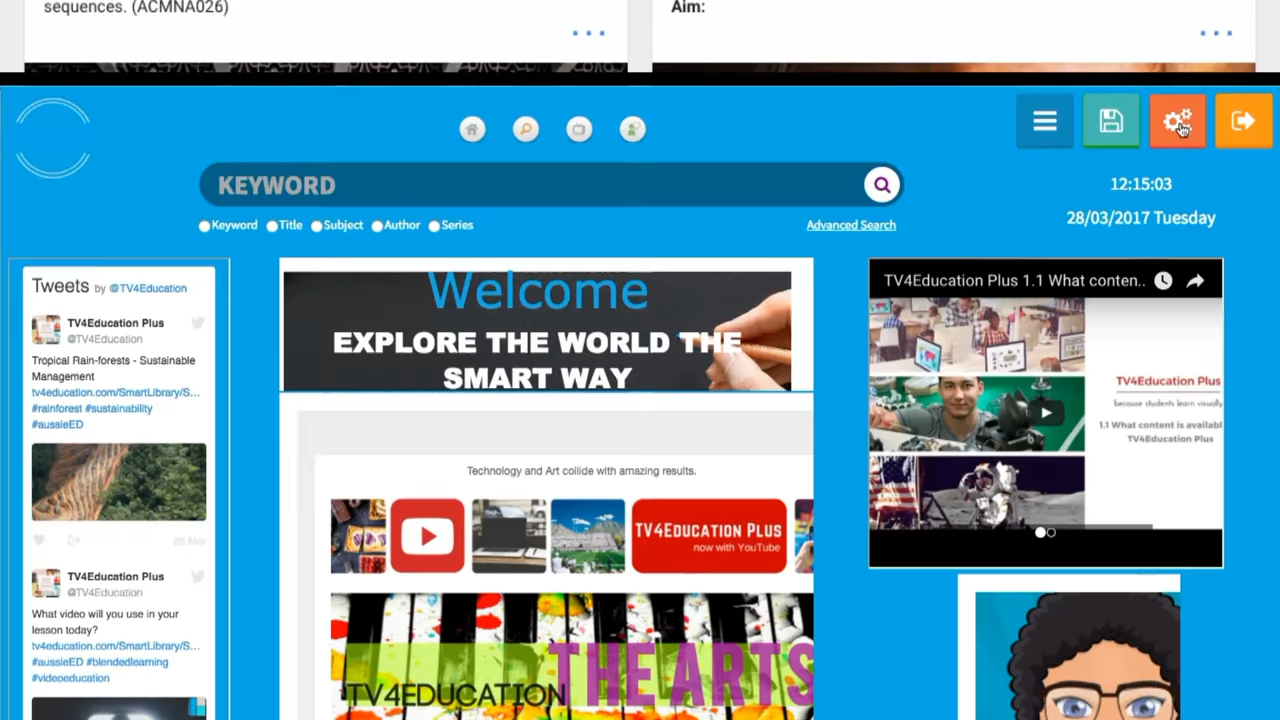 sequences. (ACMNA026)
Aim:
KEYWORD
12:15:03
28/03/2017 Tuesday
Keyword Title Subject Author Series
Advanced Search
Tweets by @TV4Education
TV4Education Plus
@TV4Education
Tropical Rain-forests - Sustainable
Management
tv4education.com/SmartLibrary/S...
#rainforest #sustainability
#aussieED
28 Mar
TV4Education Plus
@TV4Education
What video will you use in your
lesson today?
tv4education.com/SmartLibrary/S...
#aussieED #blendedlearning
#videoeducation
Welcome
EXPLORE THE WORLD THE
SMART WAY
Technology and Art collide with amazing results.
TV4EDUCATION PLUS
now with YouTube
THE ARTS
TV4EDUCATION
TV4Education Plus 1.1 What conten..
TV4Education Plus
because students learn visually
1.1 What content is availabl
TV4Education Plus